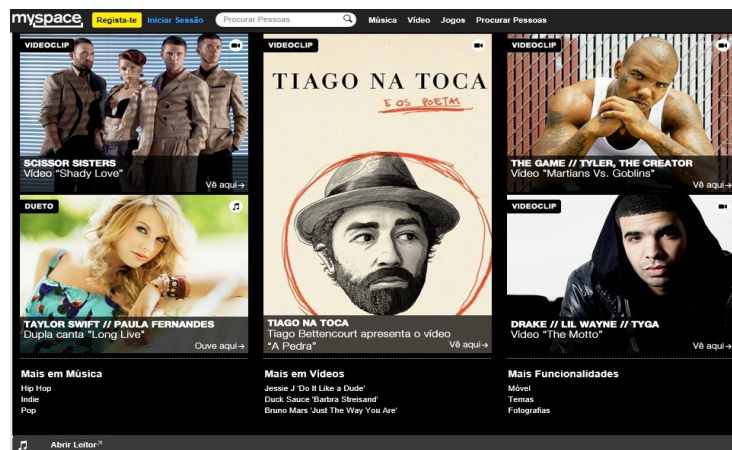 myspace
Regista-te Iniciar Sessão Procurar Pessoas Música Vídeo Jogos Procurar Pessoas
VIDEOCLIP
SCISSOR SISTERS
Vídeo "Shady Love"
Vê aqui→
DUETO
TAYLOR SWIFT // PAULA FERNANDES
Dupla canta "Long Live"
Ouve aqui→
VIDEOCLIP
TIAGO NA TOCA
E OS POETAS
TIAGO NA TOCA
Tiago Bettencourt apresenta o vídeo
"A Pedra"
Vê aqui→
VIDEOCLIP
THE GAME // TYLER, THE CREATOR
Vídeo "Martians Vs. Goblins"
Vê aqui→
VIDEOCLIP
DRAKE // LIL WAYNE // TYGA
Vídeo "The Motto"
Vê aqui→
Mais em Música
Hip Hop
Indie
Pop
Mais em Vídeos
Jessie J 'Do It Like a Dude'
Duck Sauce 'Barbra Streisand'
Bruno Mars 'Just The Way You Are'
Mais Funcionalidades
Móvel
Temas
Fotografias
Abrir Leitor↗